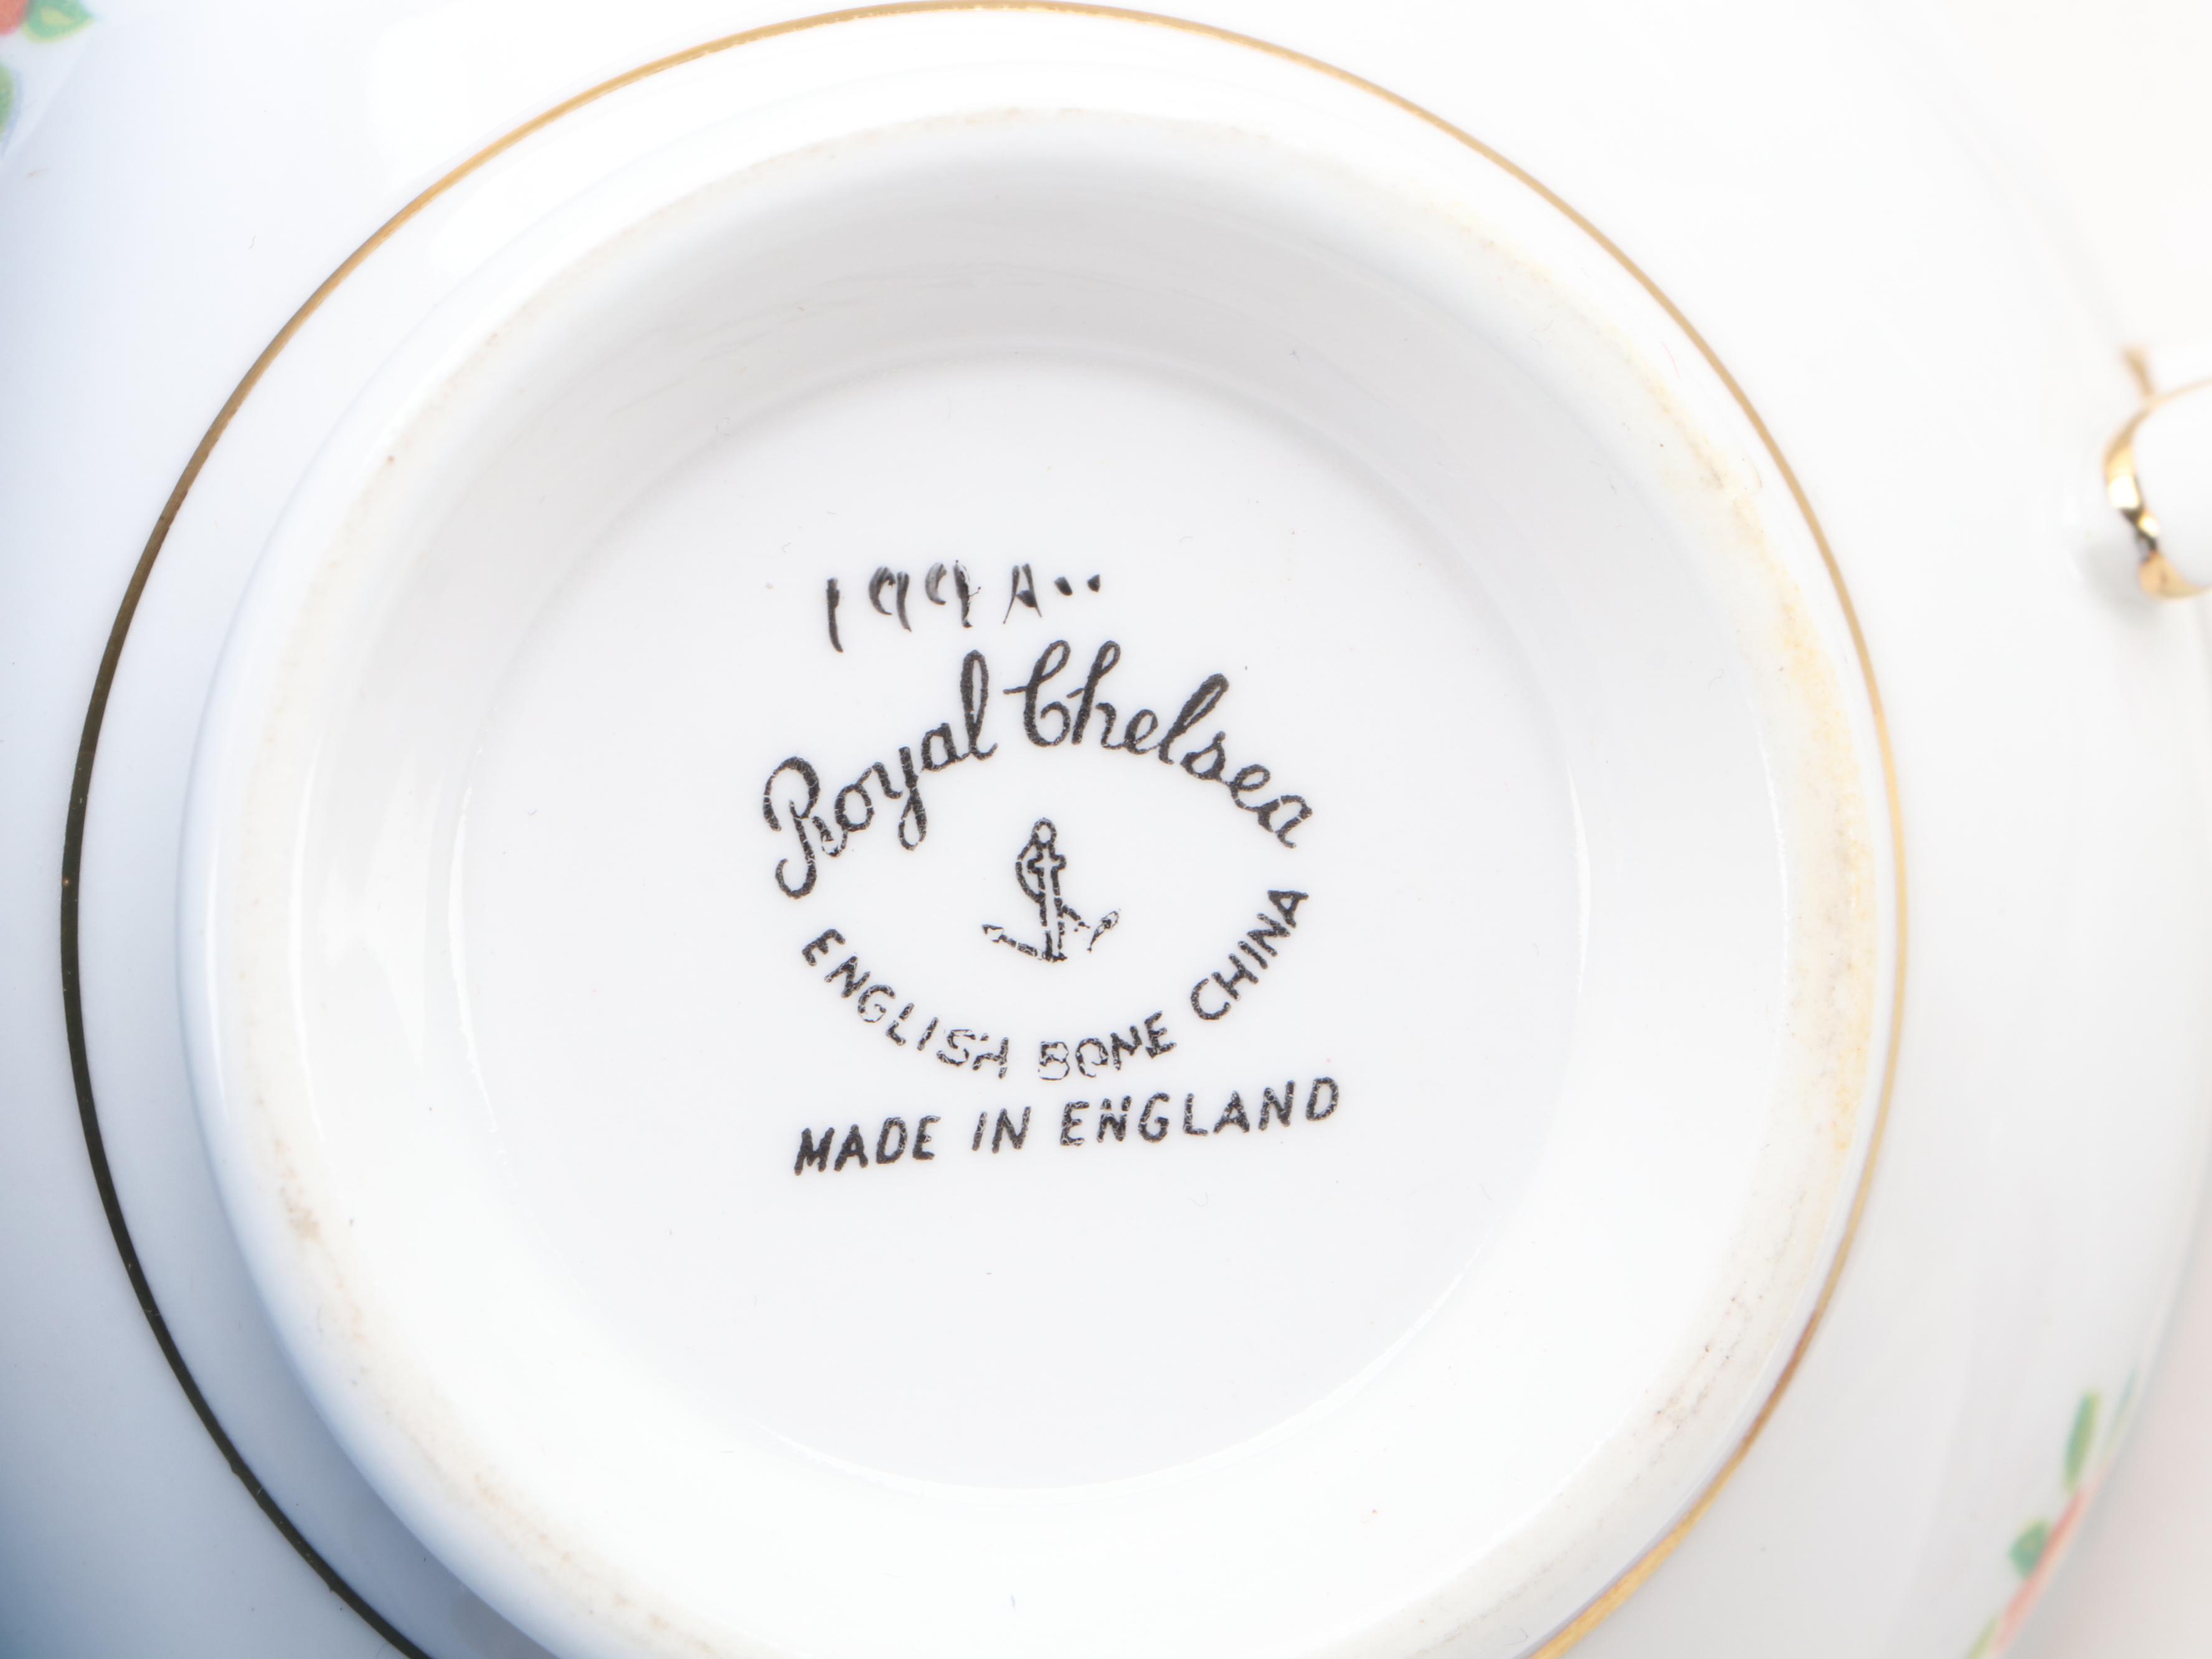 199A..
Royal Chelsea
ENGLISH BONE CHINA
MADE IN ENGLAND